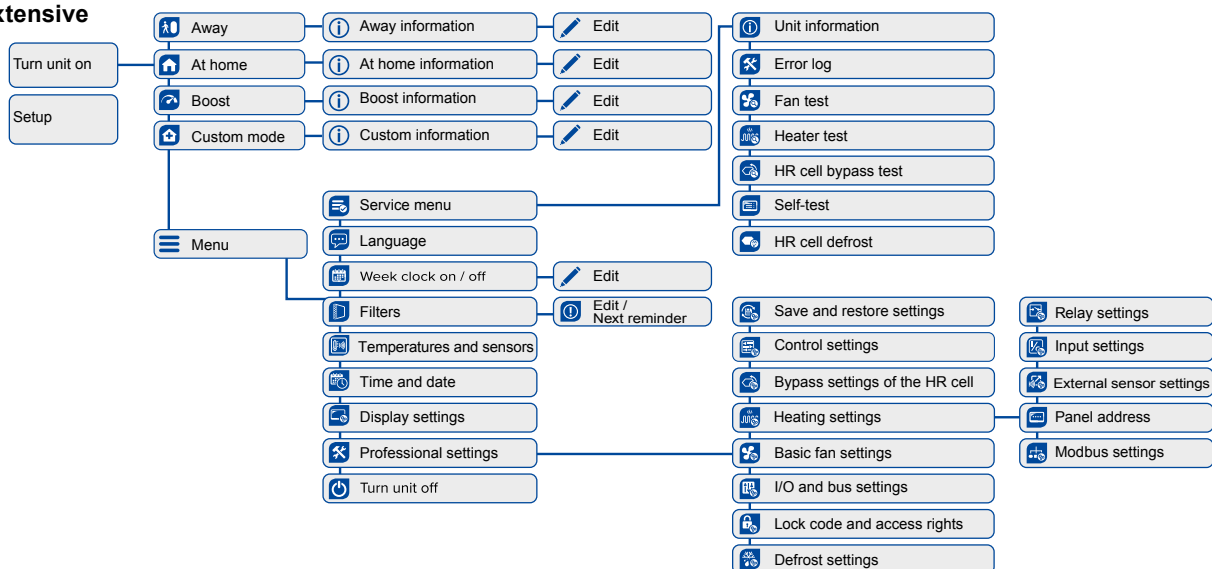 xtensive
Turn unit on
Setup
Away
At home
Boost
Custom mode
Menu
Away information
At home information
Boost information
Custom information
Edit
Edit
Edit
Edit
Service menu
Language
Week clock on / off
Filters
Temperatures and sensors
Time and date
Display settings
Professional settings
Turn unit off
Edit
Edit /
Next reminder
Unit information
Error log
Fan test
Heater test
HR cell bypass test
Self-test
HR cell defrost
Save and restore settings
Control settings
Bypass settings of the HR cell
Heating settings
Basic fan settings
I/O and bus settings
Lock code and access rights
Defrost settings
Relay settings
Input settings
External sensor settings
Panel address
Modbus settings